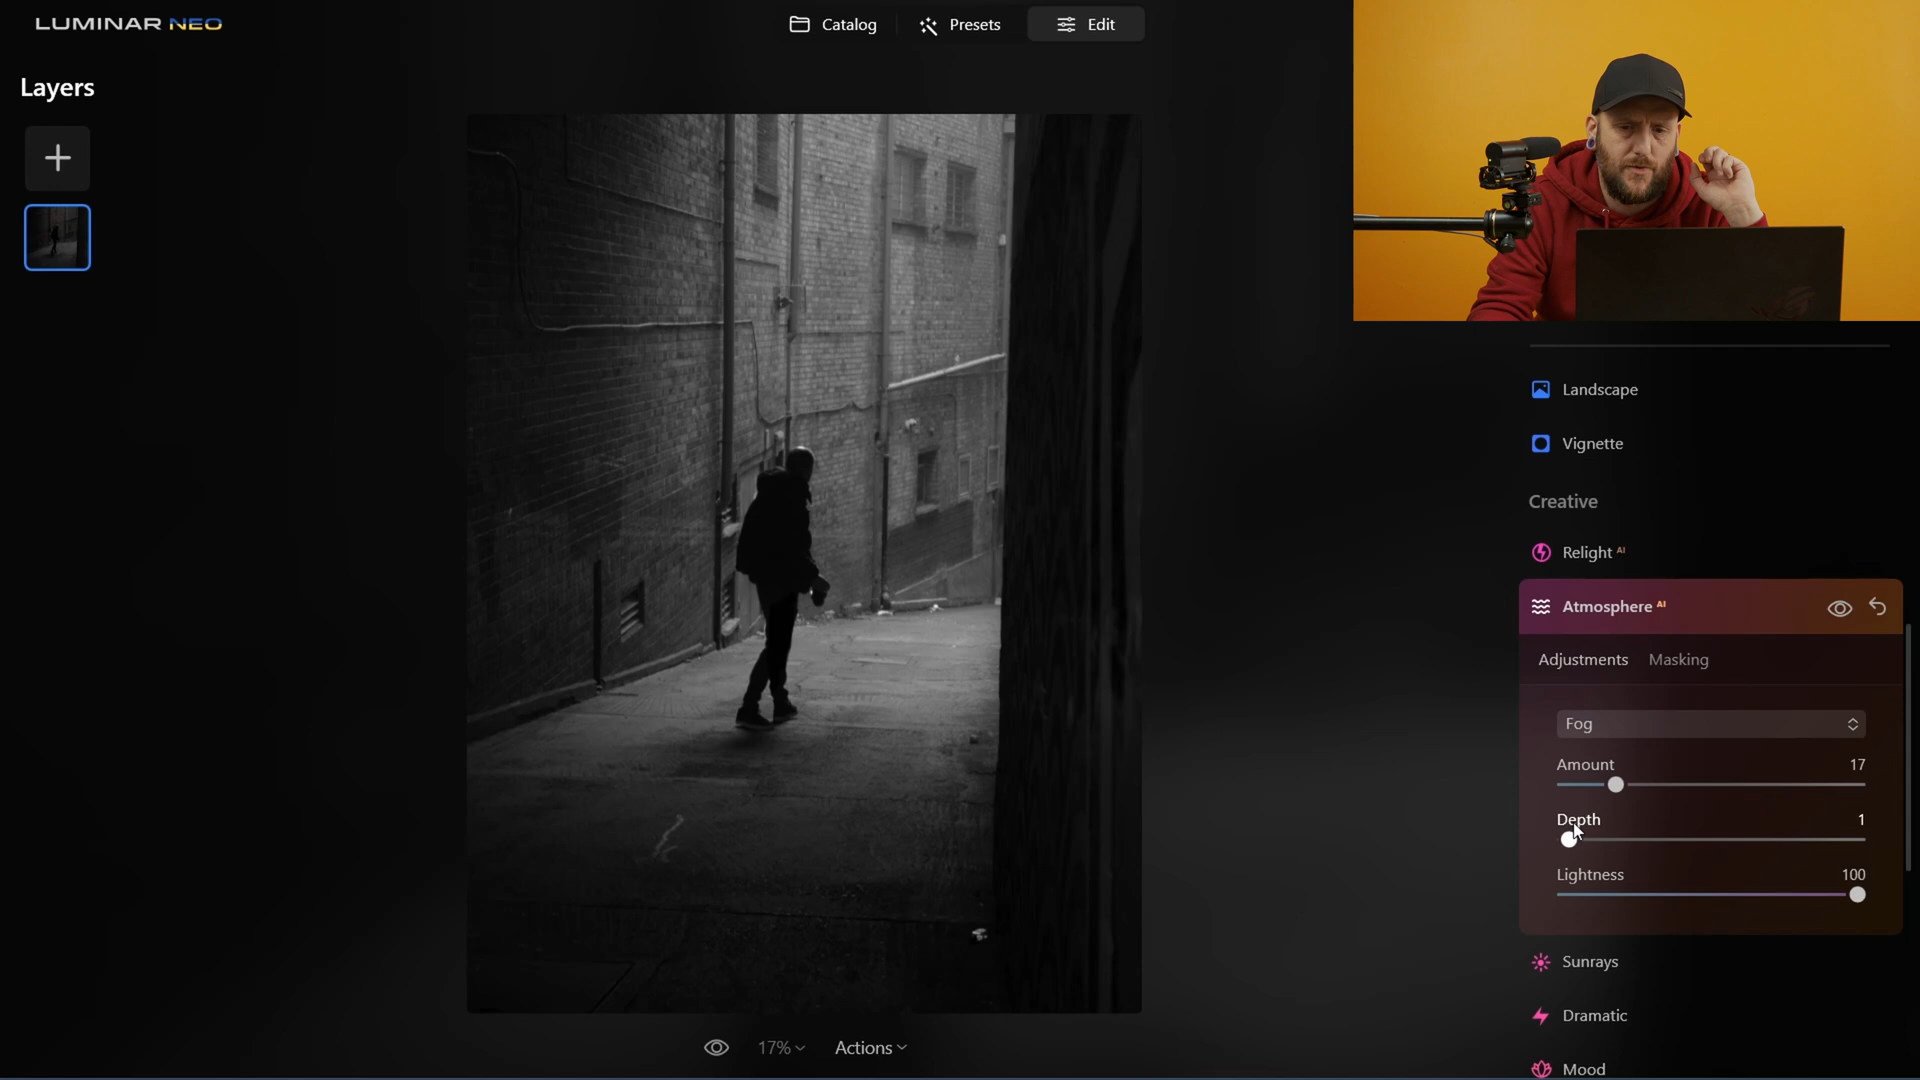 LUMINAR NEO
Catalog
Presets
Edit
Layers
Landscape
Vignette
Creative
Relight AI
Atmosphere AI
Adjustments Masking
Fog
Amount 17
Depth 1
Lightness 100
Sunrays
Dramatic
Mood
17%
Actions